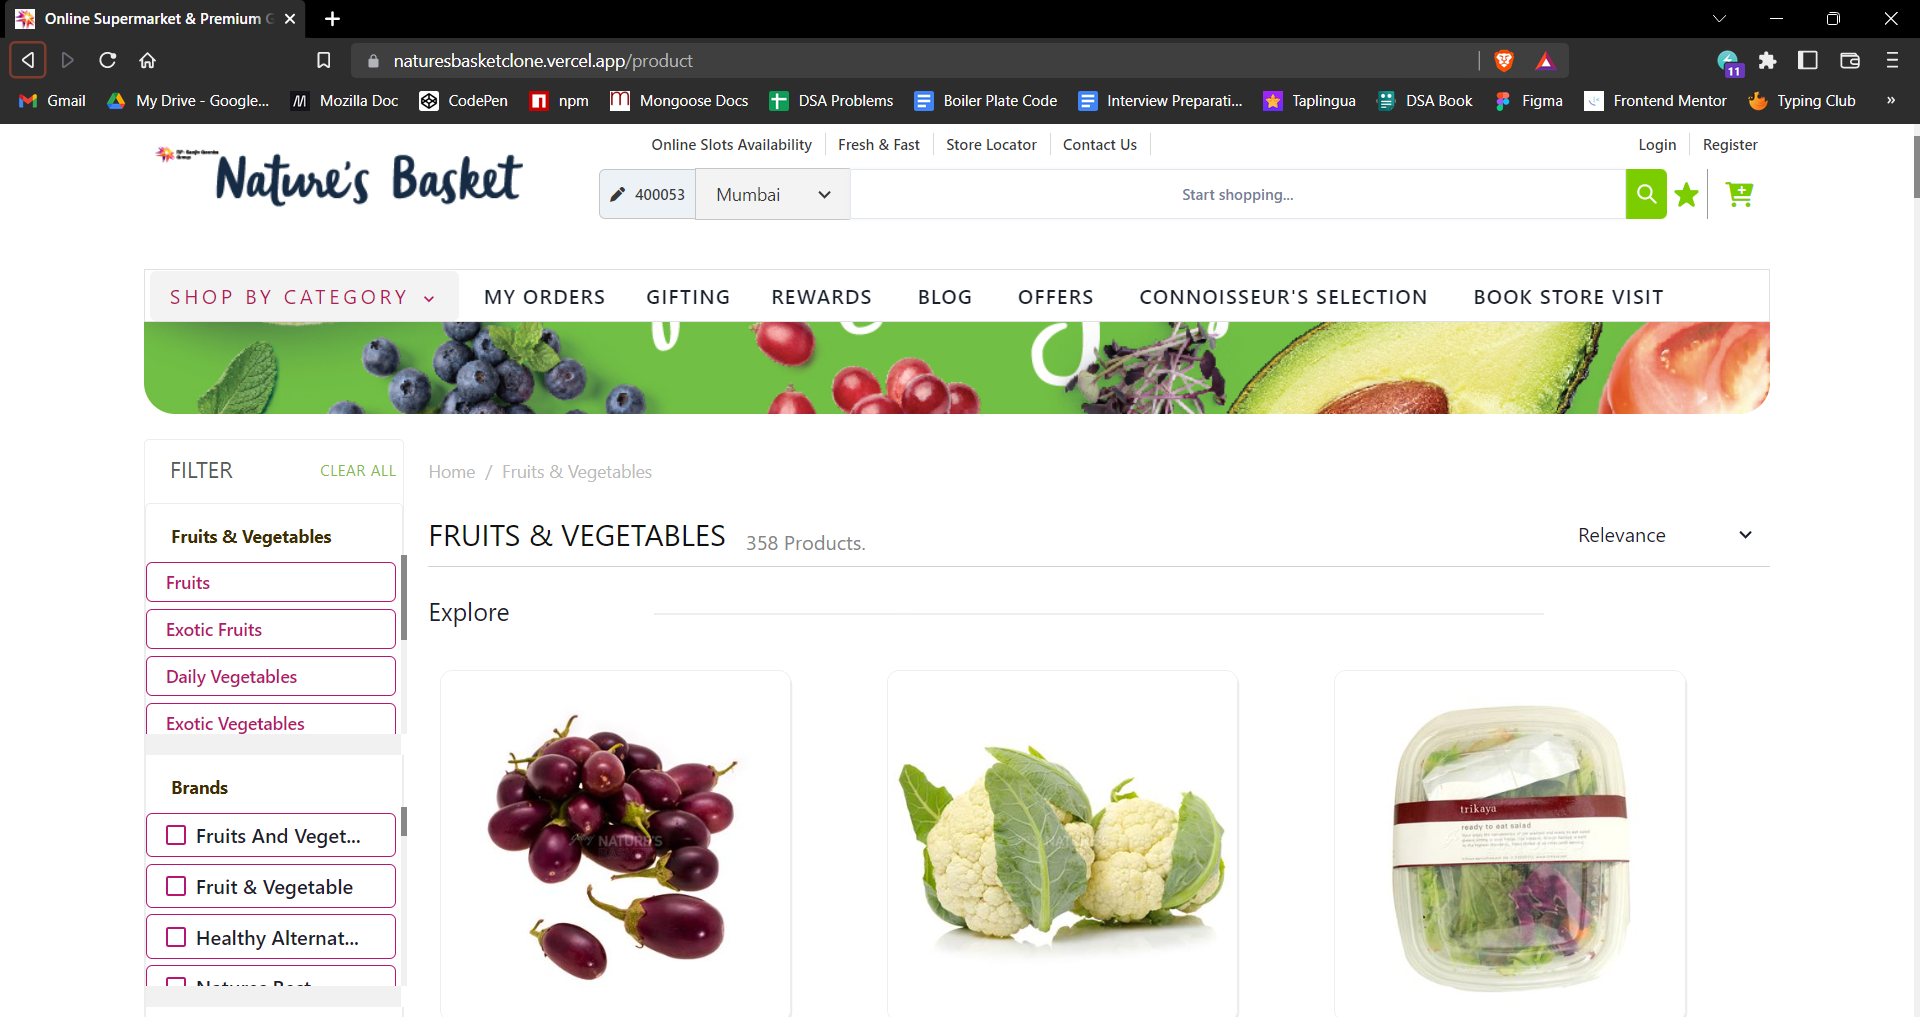 Online Supermarket & Premium G
naturesbasketclone.vercel.app/product
11
Gmail
My Drive - Google...
Mozilla Doc
CodePen
npm
Mongoose Docs
DSA Problems
Boiler Plate Code
Interview Preparati...
Taplingua
DSA Book
Figma
Frontend Mentor
Typing Club
»
Online Slots Availability
Fresh & Fast
Store Locator
Contact Us
Login
Register
Nature's Basket
400053
Mumbai
Start shopping...
SHOP BY CATEGORY
MY ORDERS
GIFTING
REWARDS
BLOG
OFFERS
CONNOISSEUR'S SELECTION
BOOK STORE VISIT
FILTER
CLEAR ALL
Home / Fruits & Vegetables
Fruits & Vegetables
FRUITS & VEGETABLES
358 Products.
Relevance
Fruits
Exotic Fruits
Daily Vegetables
Exotic Vegetables
Explore
Brands
Fruits And Veget...
Fruit & Vegetable
Healthy Alternat...
NATURE'S
trikaya
ready to eat salad